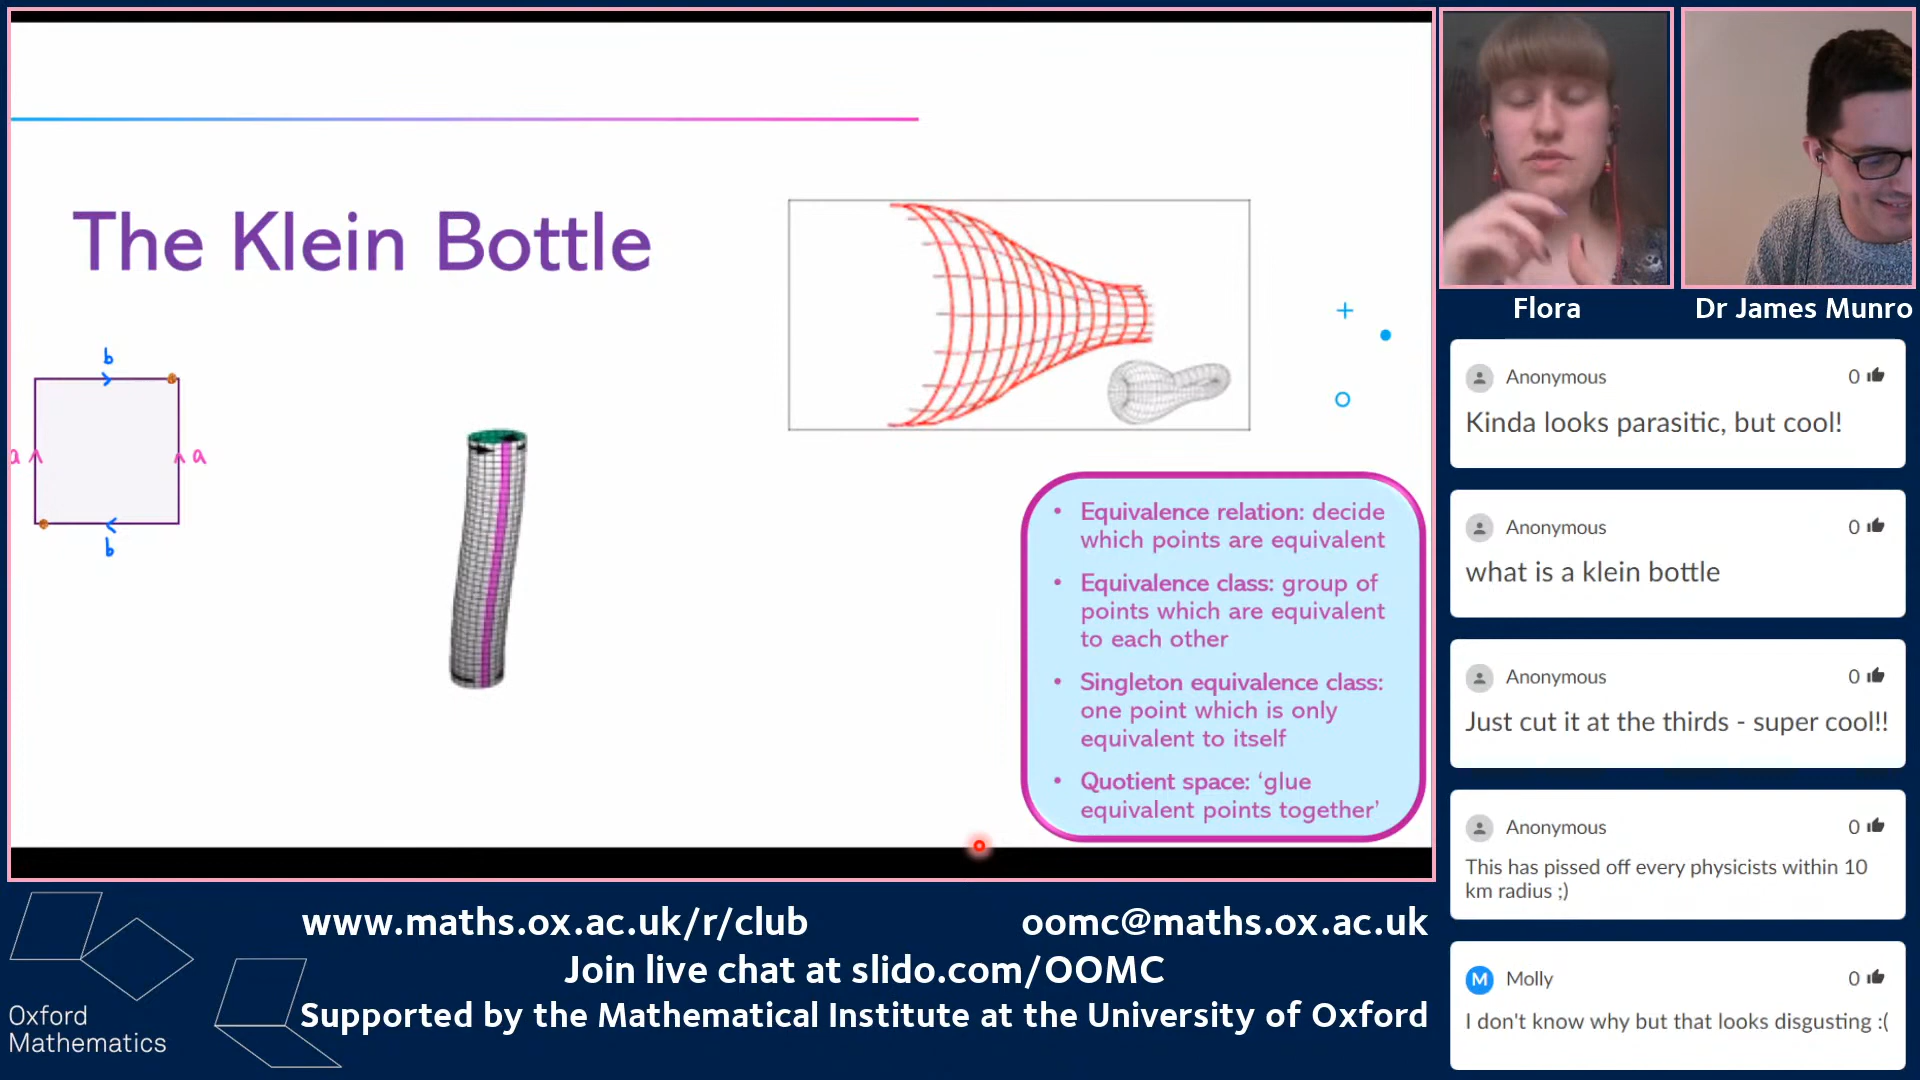 The Klein Bottle
b
a
a
b
• Equivalence relation: decide
which points are equivalent
• Equivalence class: group of
points which are equivalent
to each other
• Singleton equivalence class:
one point which is only
equivalent to itself
• Quotient space: ‘glue
equivalent points together’
Flora
Dr James Munro
Anonymous
0
Kinda looks parasitic, but cool!
Anonymous
0
what is a klein bottle
Anonymous
0
Just cut it at the thirds - super cool!!
Anonymous
0
This has pissed off every physicists within 10
km radius ;)
M
Molly
0
I don't know why but that looks disgusting :(
www.maths.ox.ac.uk/r/club
oomc@maths.ox.ac.uk
Join live chat at slido.com/OOMC
Supported by the Mathematical Institute at the University of Oxford
Oxford
Mathematics